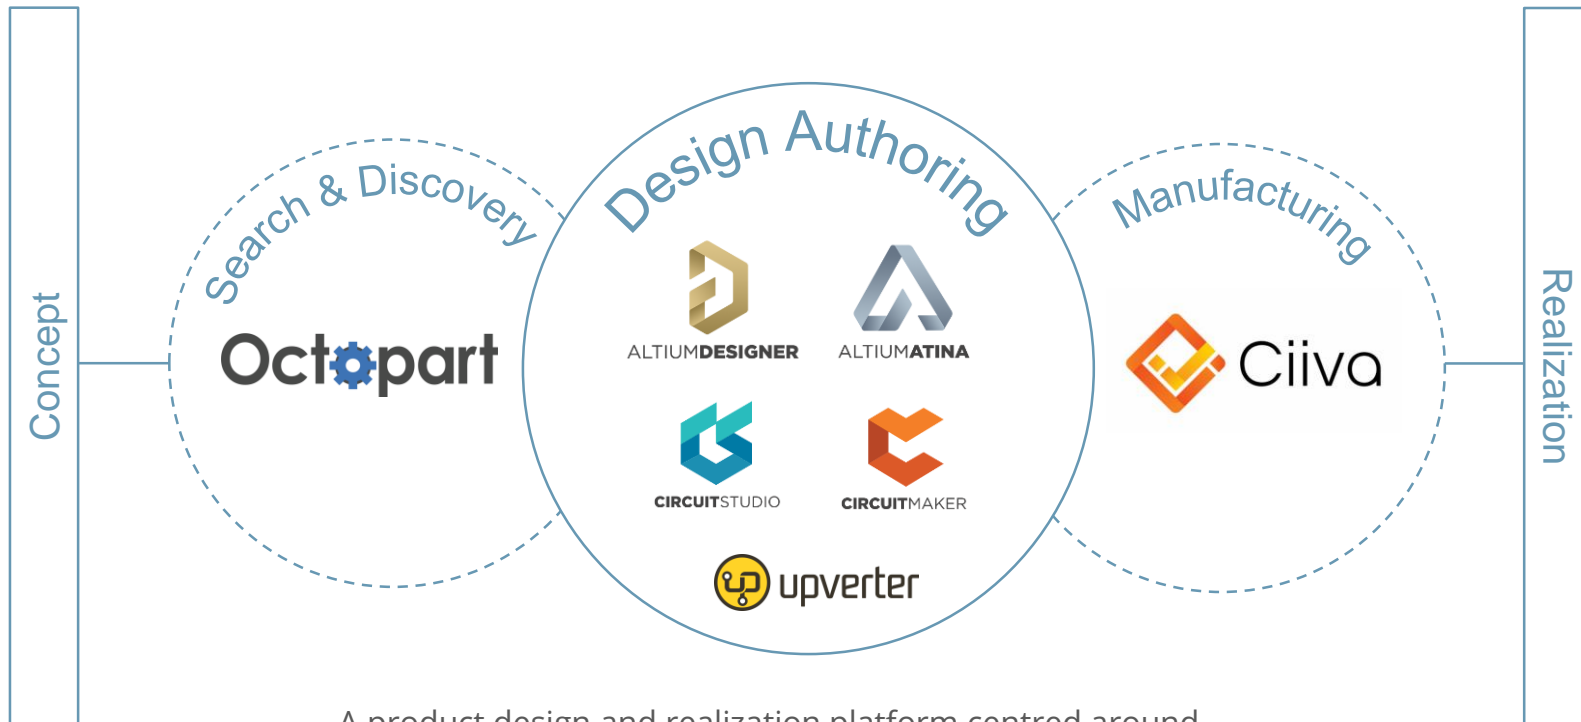 Concept
Search & Discovery
Octopart
Design Authoring
ALTIUMDESIGNER
ALTIUMATINA
CIRCUITSTUDIO
CIRCUITMAKER
upverter
Manufacturing
Ciiva
Realization
A product design and realization platform centred around